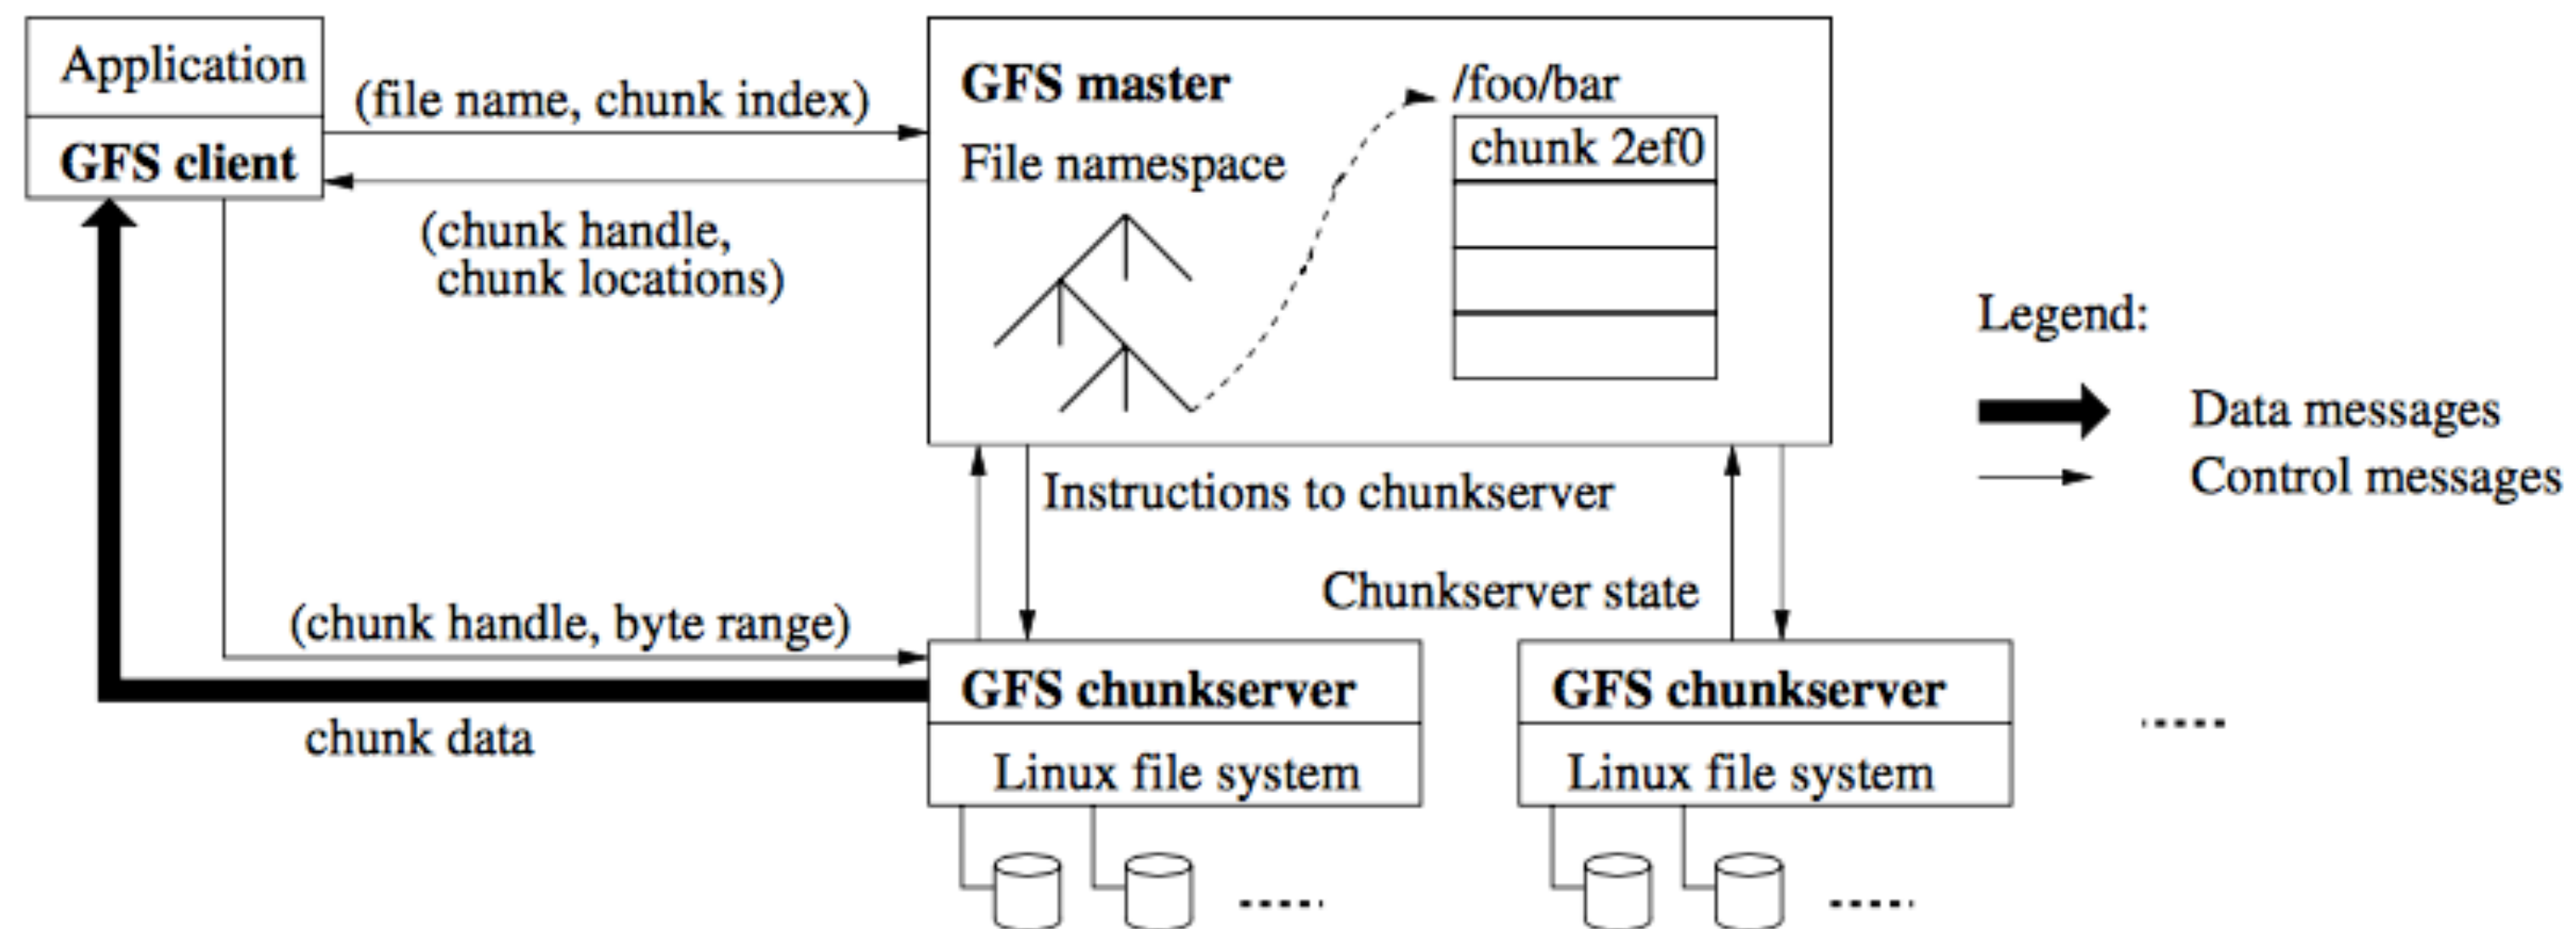 Application
GFS client
(file name, chunk index)
(chunk handle,
chunk locations)
GFS master
File namespace
/foo/bar
chunk 2ef0
Legend:
Data messages
Control messages
Instructions to chunkserver
Chunkserver state
(chunk handle, byte range)
chunk data
GFS chunkserver
Linux file system
GFS chunkserver
Linux file system